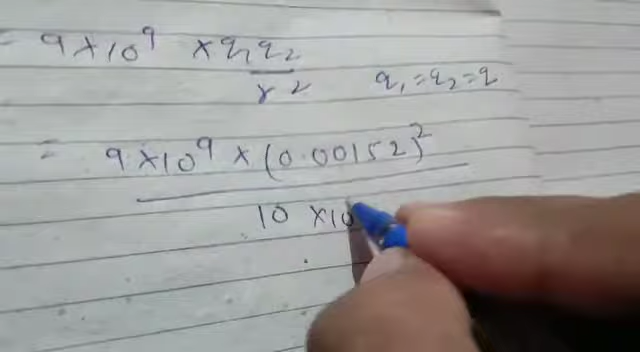 = 9 × 10⁹ × q₁q₂ / r² q₁ = q₂ = q
= 9 × 10⁹ × (0.00152)² / 10 × 10